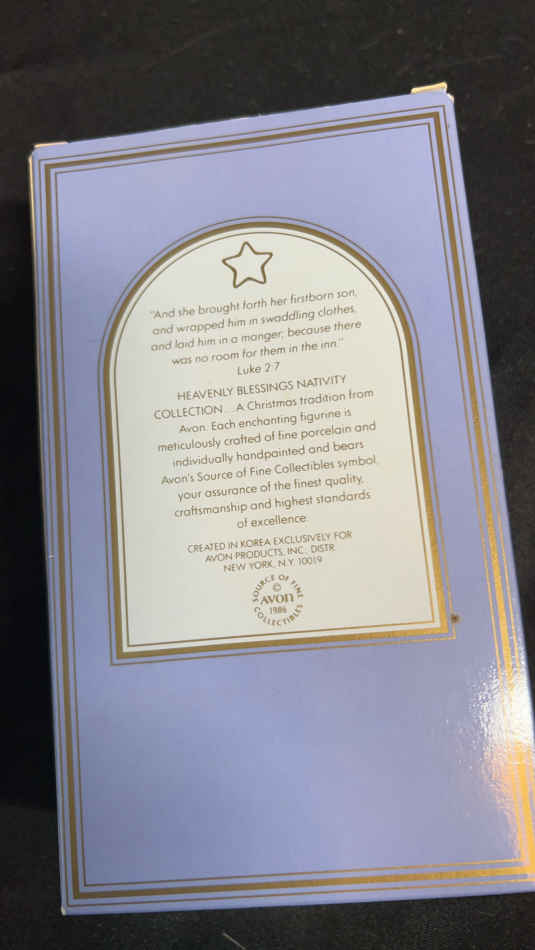 "And she brought forth her firstborn son,
and wrapped him in swaddling clothes,
and laid him in a manger; because there
was no room for them in the inn."
Luke 2:7
HEAVENLY BLESSINGS NATIVITY
COLLECTION...A Christmas tradition from
Avon. Each enchanting figurine is
meticulously crafted of fine porcelain and
individually handpainted and bears
Avon's Source of Fine Collectibles symbol,
your assurance of the finest quality,
craftsmanship and highest standards
of excellence.
CREATED IN KOREA EXCLUSIVELY FOR
AVON PRODUCTS, INC., DISTR.
NEW YORK, N.Y. 10019
SOURCE OF FINE
©
AVON
1986
COLLECTIBLES